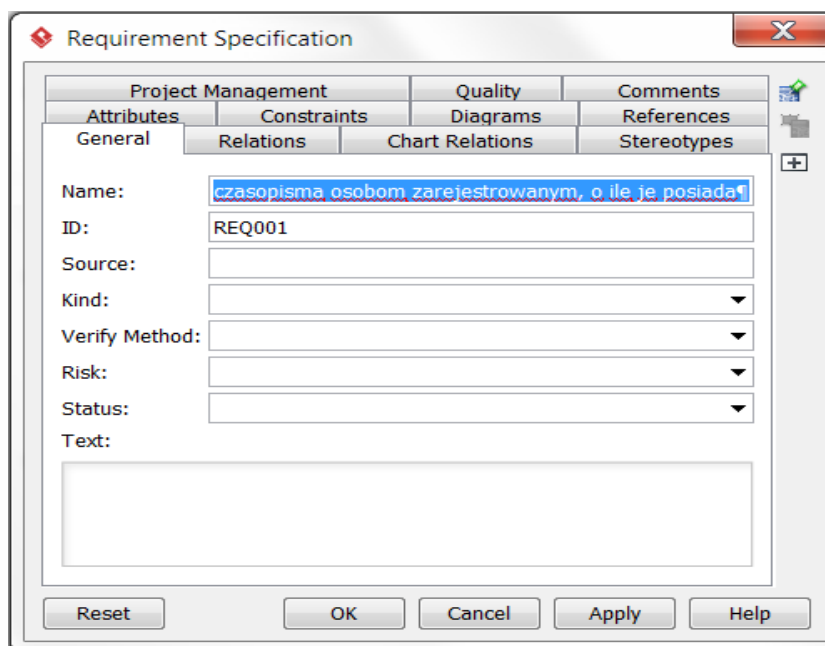 Requirement Specification
Project Management Quality Comments
Attributes Constraints Diagrams References
General Relations Chart Relations Stereotypes
Name: czasopisma osobom zarejestrowanym, o ile je posiada¶
ID: REQ001
Source:
Kind:
Verify Method:
Risk:
Status:
Text:
Reset OK Cancel Apply Help